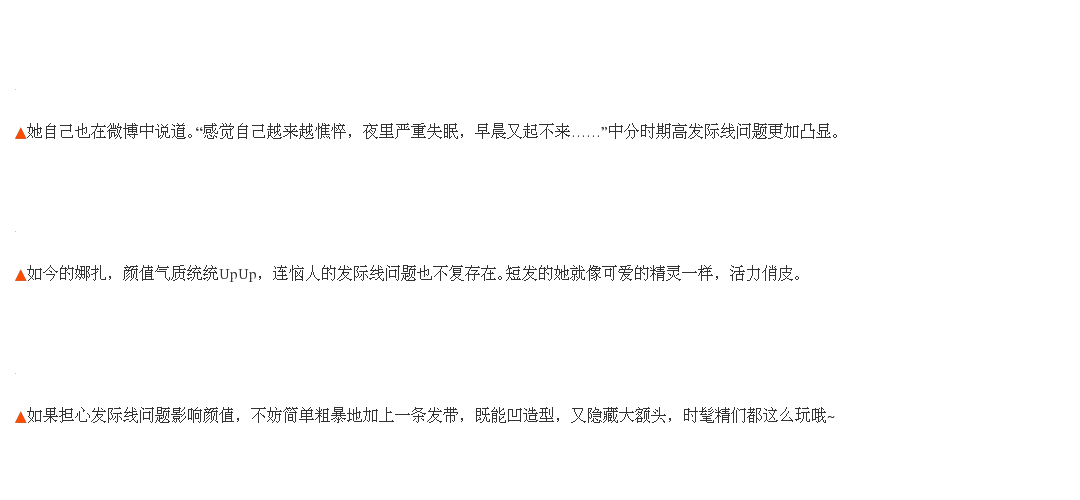 ▲她自己也在微博中说道。“感觉自己越来越憔悴，夜里严重失眠，早晨又起不来……”中分时期高发际线问题更加凸显。
▲如今的娜扎，颜值气质统统UpUp，连恼人的发际线问题也不复存在。短发的她就像可爱的精灵一样，活力俏皮。
▲如果担心发际线问题影响颜值，不妨简单粗暴地加上一条发带，既能凹造型，又隐藏大额头，时髦精们都这么玩哦~